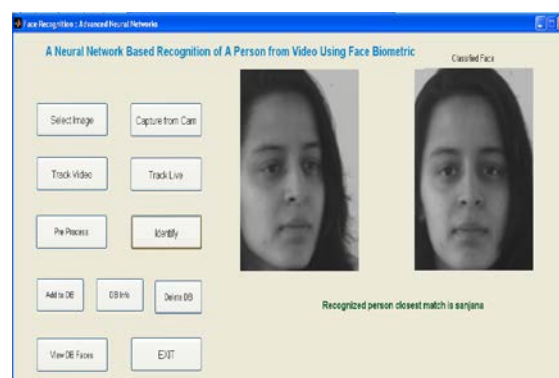 Face Recognition : Advanced Neural Networks
A Neural Network Based Recognition of A Person from Video Using Face Biometric
Classified Face
Select Image
Capture from Cam
Track Video
Track Live
Pre Process
Identify
Add to DB
DB Info
Delete DB
Recognized person closest match is sanjana
View DB Faces
EXIT